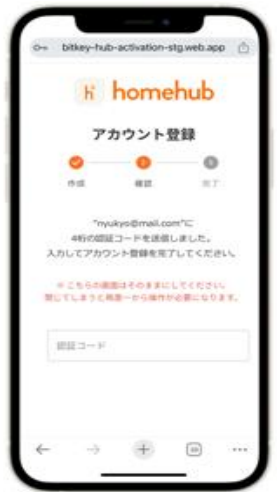 bitkey-hub-activation-stg.web.app
homehub
アカウント登録
作成 確認 完了
"nyukyo@mail.com"に
4桁の認証コードを送信しました。
入力してアカウント登録を完了してください。
※こちらの画面はそのままにしてください。
閉じてしまうと再度一から操作が必要になります。
認証コード